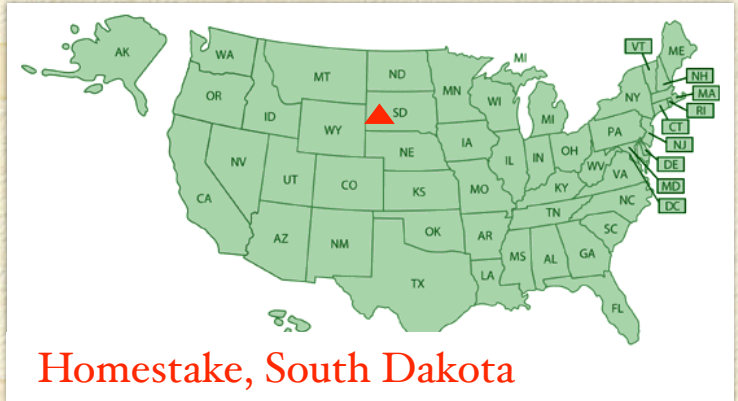 AK
WA
MT
ND
MN
MI
VT
ME
NH
MA
RI
CT
NJ
DE
MD
DC
OR
ID
WY
SD
WI
MI
NY
PA
NV
UT
CO
NE
IA
IL
IN
OH
WV
VA
CA
KS
MO
KY
NC
AZ
NM
OK
AR
TN
SC
TX
LA
MS
AL
GA
FL
Homestake, South Dakota